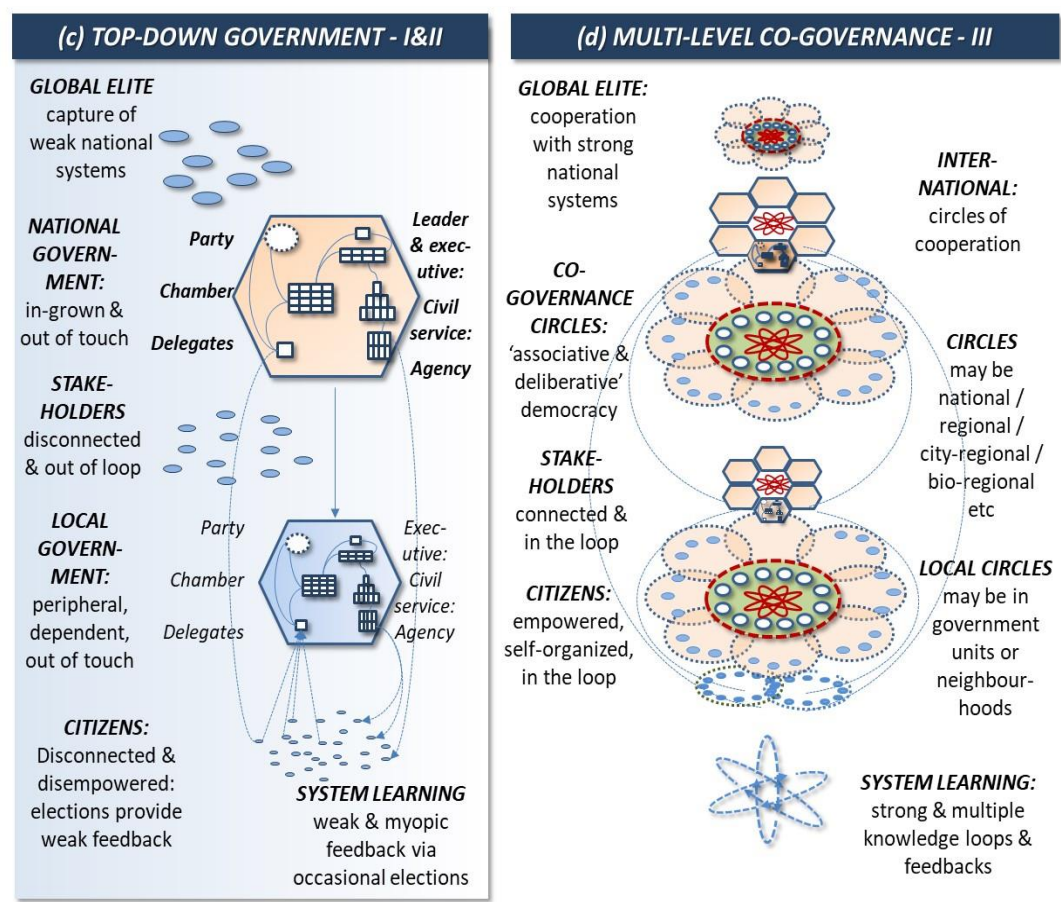 (c) TOP-DOWN GOVERNMENT - I&II
GLOBAL ELITE
capture of
weak national
systems
NATIONAL
GOVERN-
MENT:
in-grown &
out of touch
Party
Chamber
Delegates
Leader
& exec-
utive:
Civil
service:
Agency
STAKE-
HOLDERS
disconnected
& out of loop
LOCAL
GOVERN-
MENT:
peripheral,
dependent,
out of touch
Party
Chamber
Delegates
Exec-
utive:
Civil
service:
Agency
CITIZENS:
Disconnected &
disempowered:
elections provide
weak feedback
SYSTEM LEARNING
weak & myopic
feedback via
occasional elections
(d) MULTI-LEVEL CO-GOVERNANCE - III
GLOBAL ELITE:
cooperation
with strong
national
systems
INTER-
NATIONAL:
circles of
cooperation
CO-
GOVERNANCE
CIRCLES:
‘associative &
deliberative’
democracy
CIRCLES
may be
national /
regional /
city-regional /
bio-regional
etc
STAKE-
HOLDERS
connected &
in the loop
CITIZENS:
empowered,
self-organized,
in the loop
LOCAL CIRCLES
may be in
government
units or
neighbour-
hoods
SYSTEM LEARNING:
strong & multiple
knowledge loops &
feedbacks